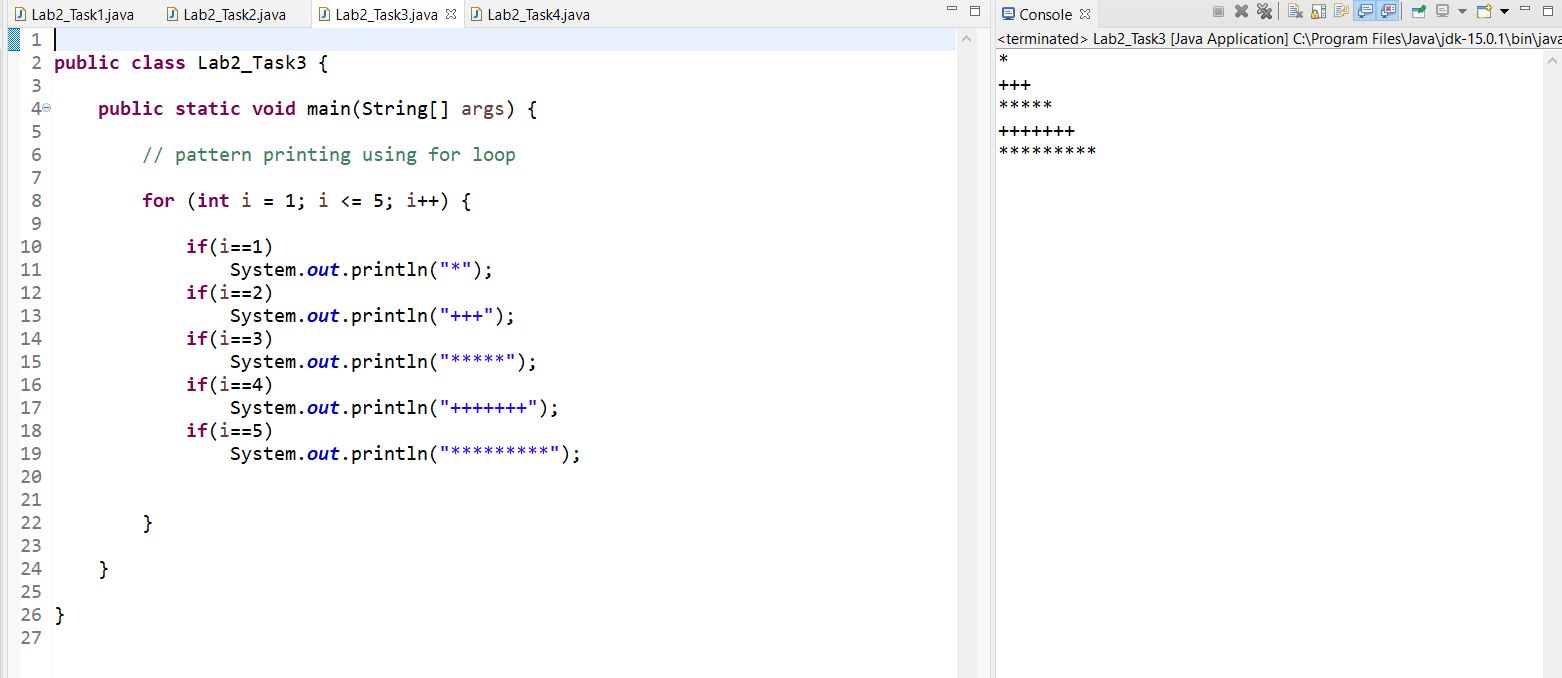 Lab2_Task1.java Lab2_Task2.java Lab2_Task3.java Lab2_Task4.java
1
2 public class Lab2_Task3 {
3
4 public static void main(String[] args) {
5
6 // pattern printing using for loop
7
8 for (int i = 1; i <= 5; i++) {
9
10 if(i==1)
11 System.out.println("*");
12 if(i==2)
13 System.out.println("+++");
14 if(i==3)
15 System.out.println("*****");
16 if(i==4)
17 System.out.println("+++++++");
18 if(i==5)
19 System.out.println("*********");
20
21
22 }
23
24 }
25
26 }
27
Console
<terminated> Lab2_Task3 [Java Application] C:\Program Files\Java\jdk-15.0.1\bin\java
*
+++
*****
+++++++
*********